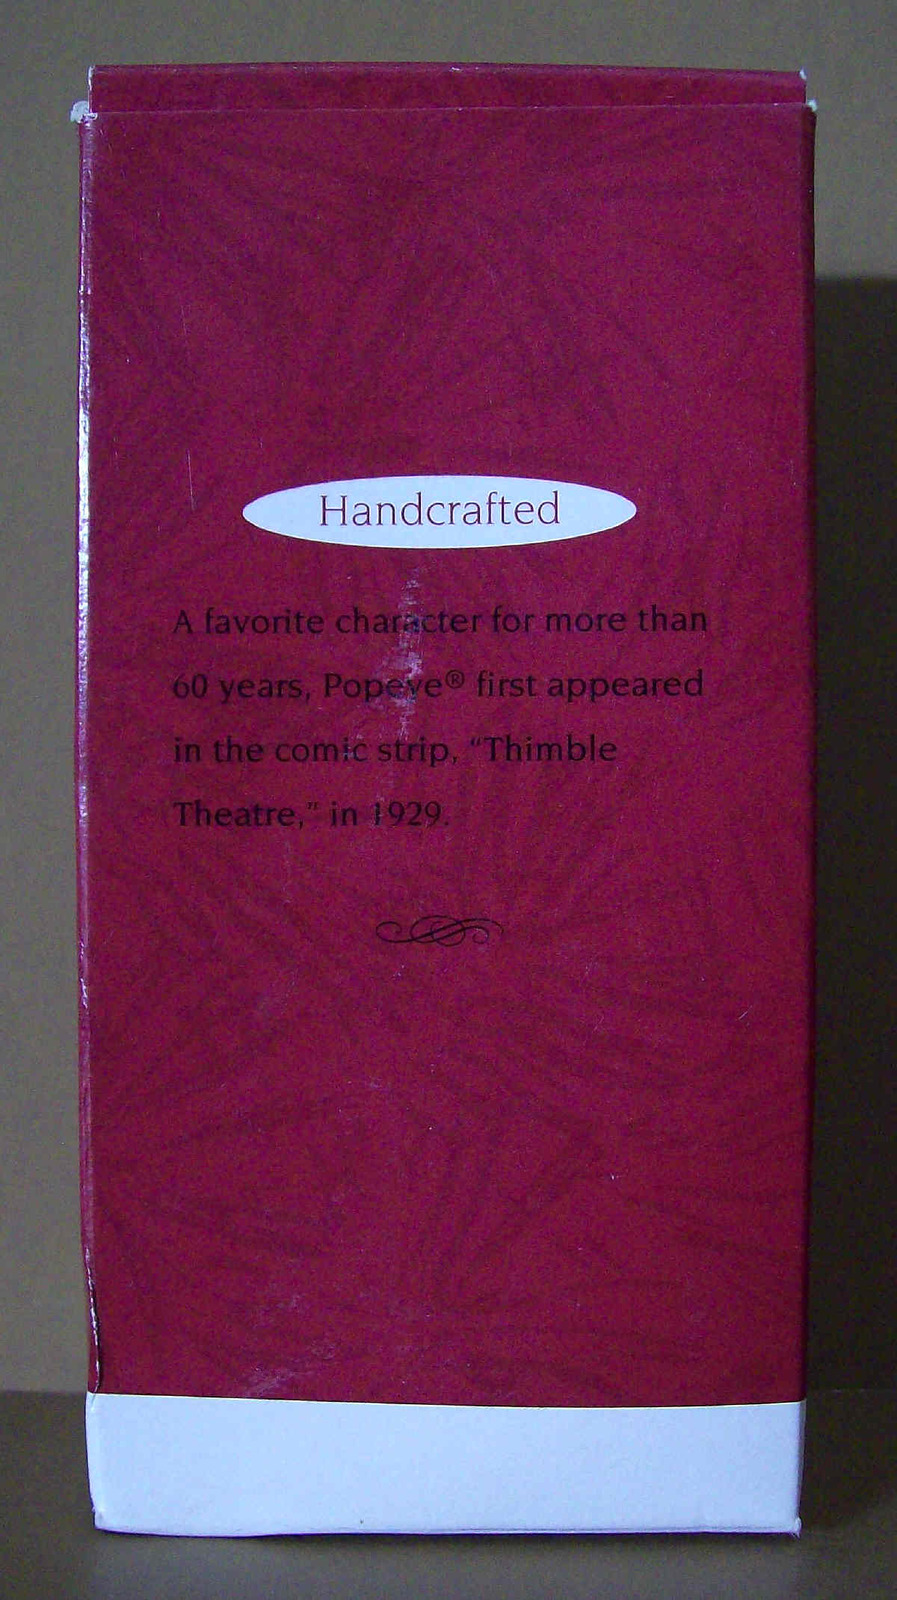 Handcrafted
A favorite character for more than
60 years, Popeye® first appeared
in the comic strip, “Thimble
Theatre,” in 1929.